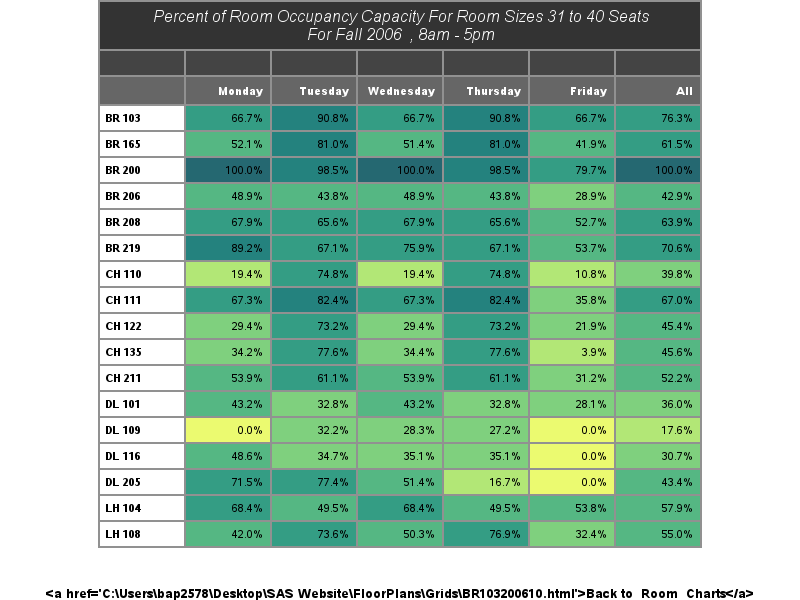 Percent of Room Occupancy Capacity For Room Sizes 31 to 40 Seats
For Fall 2006 , 8am - 5pm
Monday Tuesday Wednesday Thursday Friday All
BR 103 66.7% 90.8% 66.7% 90.8% 66.7% 76.3%
BR 165 52.1% 81.0% 51.4% 81.0% 41.9% 61.5%
BR 200 100.0% 98.5% 100.0% 98.5% 79.7% 100.0%
BR 206 48.9% 43.8% 48.9% 43.8% 28.9% 42.9%
BR 208 67.9% 65.6% 67.9% 65.6% 52.7% 63.9%
BR 219 89.2% 67.1% 75.9% 67.1% 53.7% 70.6%
CH 110 19.4% 74.8% 19.4% 74.8% 10.8% 39.8%
CH 111 67.3% 82.4% 67.3% 82.4% 35.8% 67.0%
CH 122 29.4% 73.2% 29.4% 73.2% 21.9% 45.4%
CH 135 34.2% 77.6% 34.4% 77.6% 3.9% 45.6%
CH 211 53.9% 61.1% 53.9% 61.1% 31.2% 52.2%
DL 101 43.2% 32.8% 43.2% 32.8% 28.1% 36.0%
DL 109 0.0% 32.2% 28.3% 27.2% 0.0% 17.6%
DL 116 48.6% 34.7% 35.1% 35.1% 0.0% 30.7%
DL 205 71.5% 77.4% 51.4% 16.7% 0.0% 43.4%
LH 104 68.4% 49.5% 68.4% 49.5% 53.8% 57.9%
LH 108 42.0% 73.6% 50.3% 76.9% 32.4% 55.0%
<a href='C:\Users\bap2578\Desktop\SAS Website\FloorPlans\Grids\BR103200610.html'>Back to Room Charts</a>